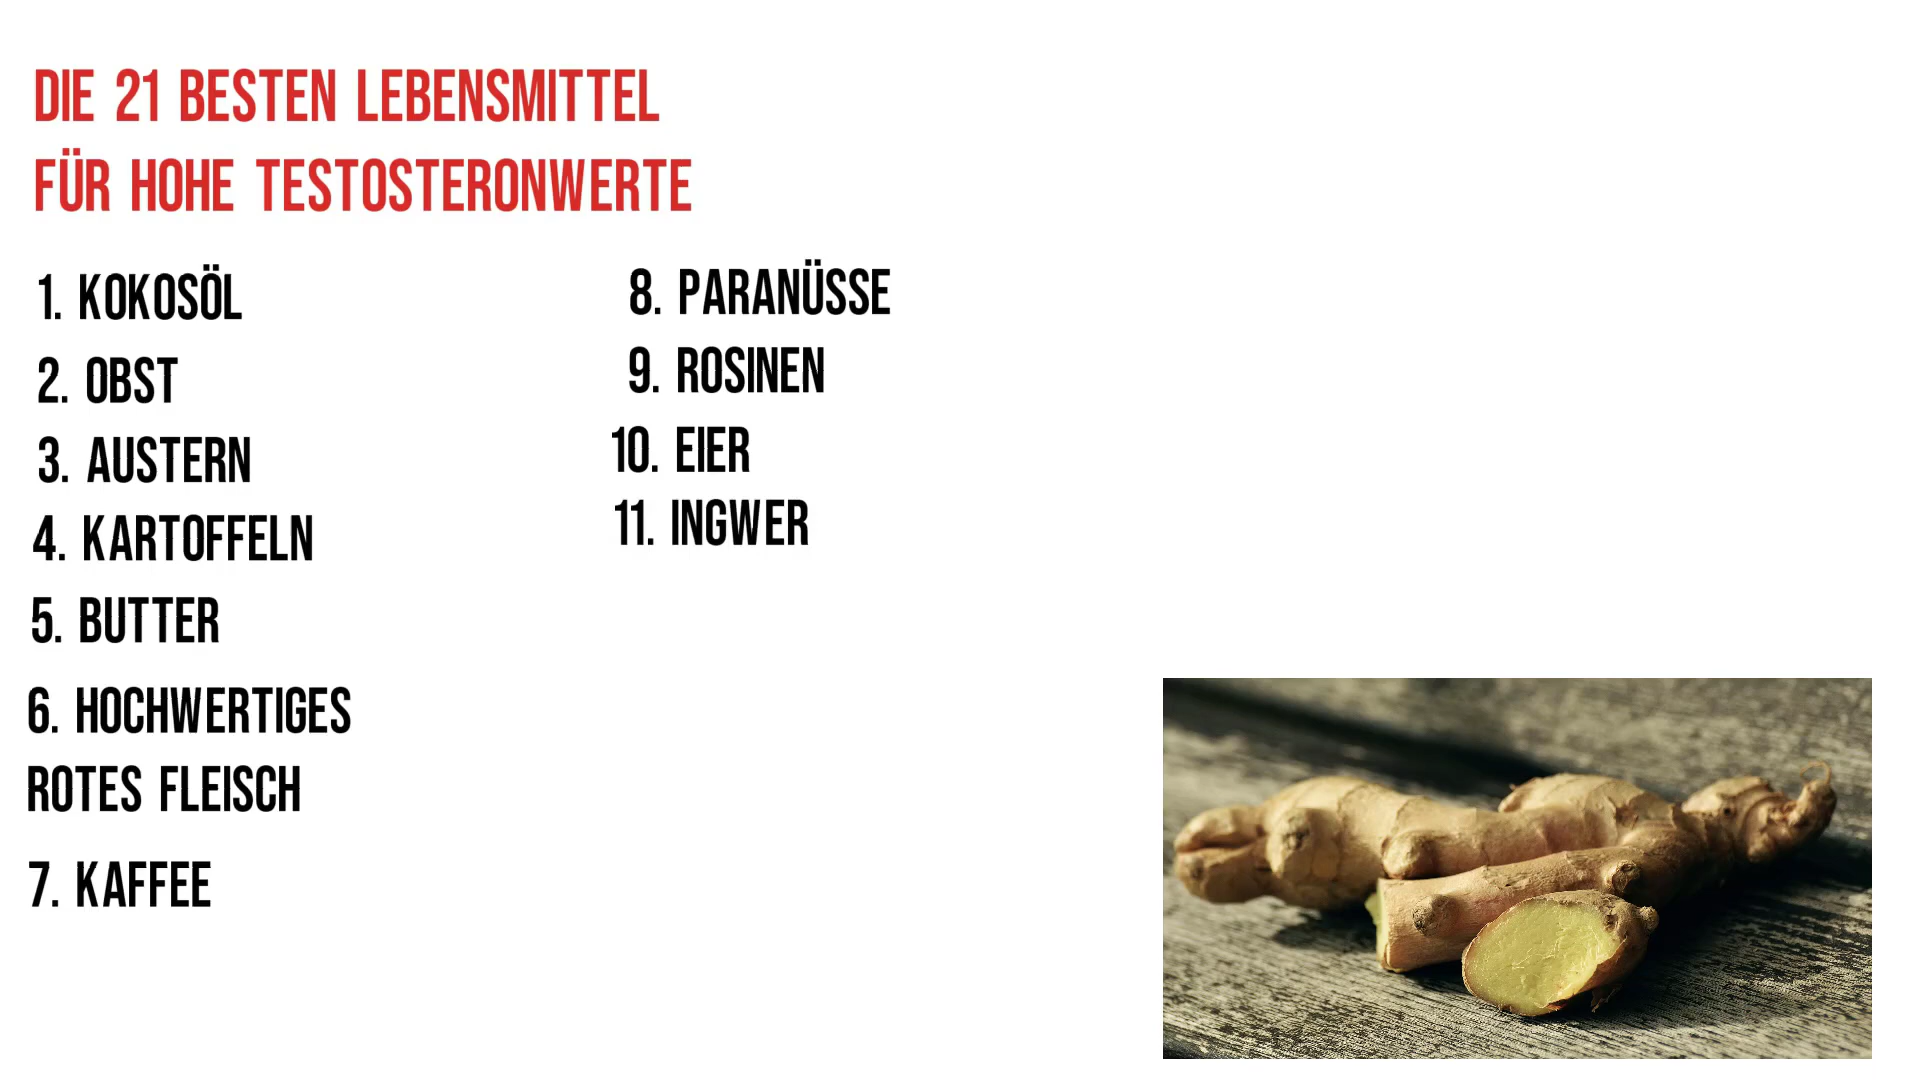 DIE 21 BESTEN LEBENSMITTEL
FÜR HOHE TESTOSTERONWERTE
1. KOKOSÖL
2. OBST
3. AUSTERN
4. KARTOFFELN
5. BUTTER
6. HOCHWERTIGES
ROTES FLEISCH
7. KAFFEE
8. PARANÜSSE
9. ROSINEN
10. EIER
11. INGWER